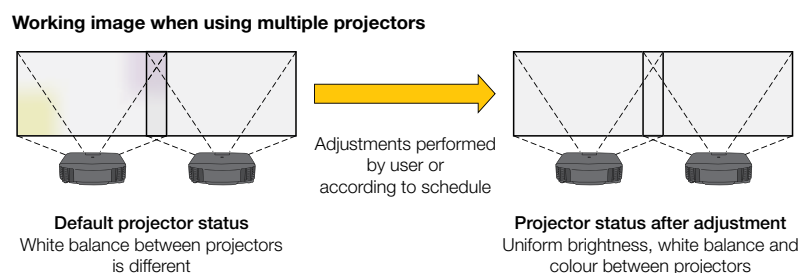 Working image when using multiple projectors
Adjustments performed
by user or
according to schedule
Default projector status
White balance between projectors
is different
Projector status after adjustment
Uniform brightness, white balance and
colour between projectors